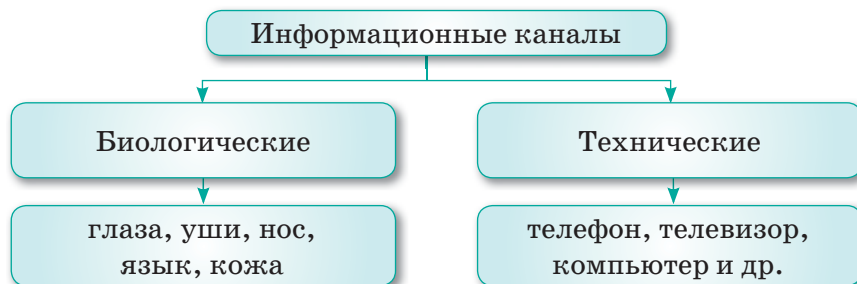 Информационные каналы
Биологические
Технические
глаза, уши, нос,
язык, кожа
телефон, телевизор,
компьютер и др.